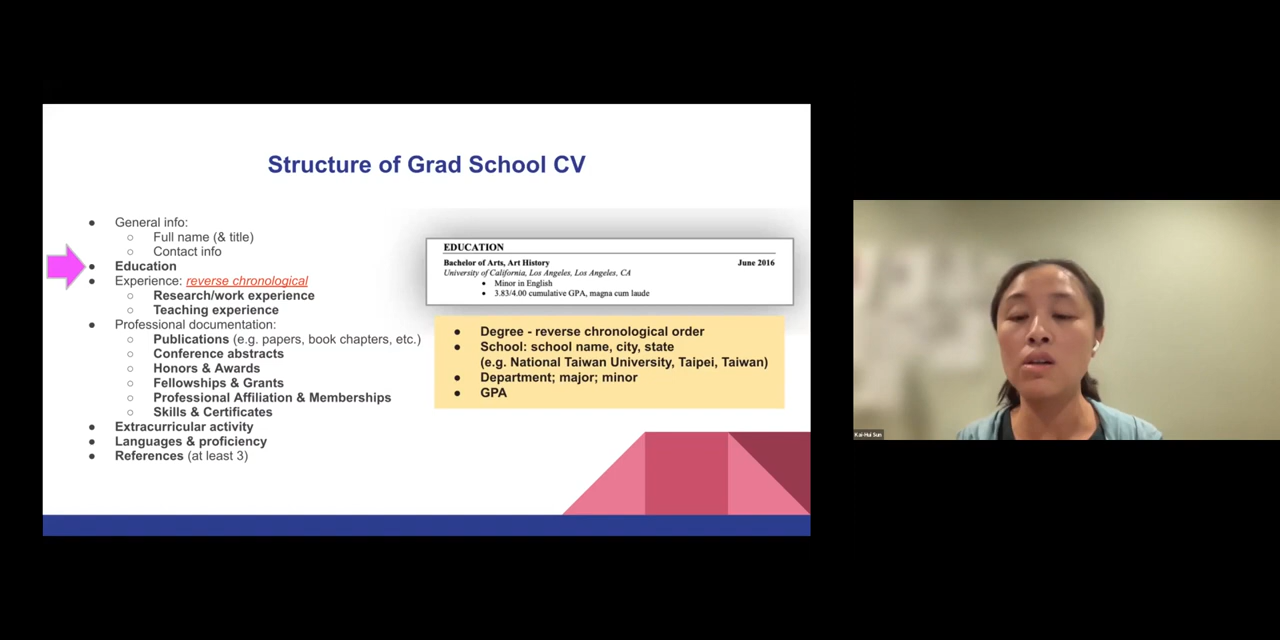 Structure of Grad School CV
● General info:
○ Full name (& title)
○ Contact info
● Education
● Experience: reverse chronological
○ Research/work experience
○ Teaching experience
● Professional documentation:
○ Publications (e.g. papers, book chapters, etc.)
○ Conference abstracts
○ Honors & Awards
○ Fellowships & Grants
○ Professional Affiliation & Memberships
○ Skills & Certificates
● Extracurricular activity
● Languages & proficiency
● References (at least 3)
EDUCATION
Bachelor of Arts, Art History June 2016
University of California, Los Angeles, Los Angeles, CA
• Minor in English
• 3.83/4.00 cumulative GPA, magna cum laude
● Degree - reverse chronological order
● School: school name, city, state
(e.g. National Taiwan University, Taipei, Taiwan)
● Department; major; minor
● GPA
Kai-Hui Sun